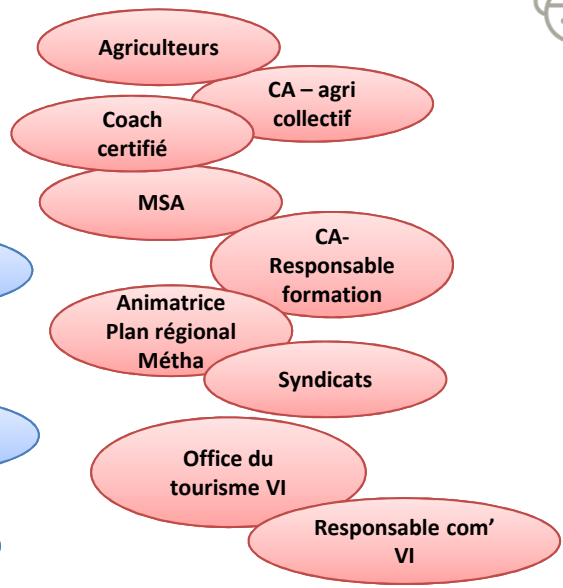 Agriculteurs
CA – agri
collectif
Coach
certifié
MSA
CA-
Responsable
formation
Animatrice
Plan régional
Métha
Syndicats
Office du
tourisme VI
Responsable com’
VI